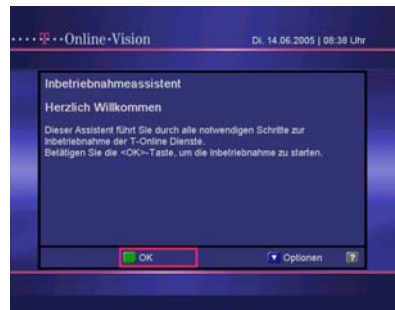 ····T··Online·Vision
Di. 14.06.2005 | 08:38 Uhr
Inbetriebnahmeassistent
Herzlich Willkommen
Dieser Assistent führt Sie durch alle notwendigen Schritte zur
Inbetriebnahme der T-Online Dienste.
Betätigen Sie die <OK>-Taste, um die Inbetriebnahme zu starten.
OK
Optionen
?